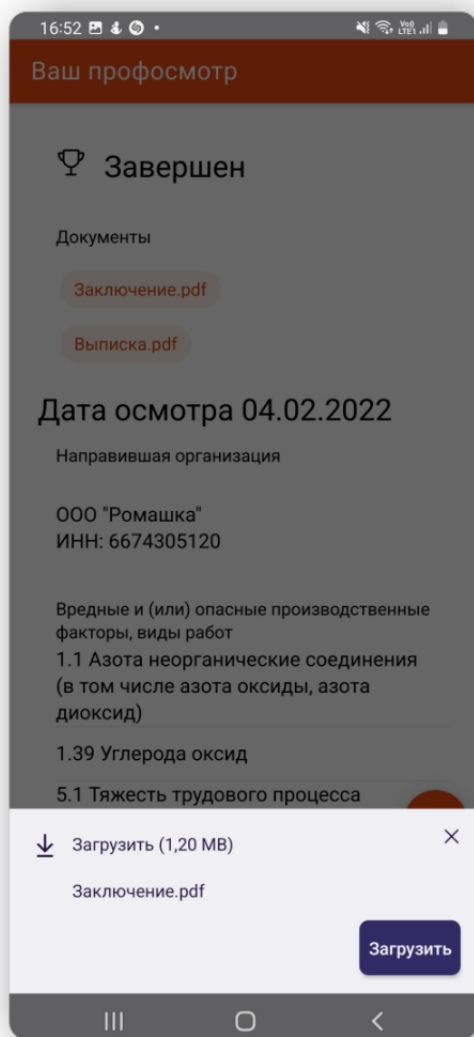 16:52
Vo))
LTE1
Ваш профосмотр
Завершен
Документы
Заключение.pdf
Выписка.pdf
Дата осмотра 04.02.2022
Направившая организация
ООО "Ромашка"
ИНН: 6674305120
Вредные и (или) опасные производственные
факторы, виды работ
1.1 Азота неорганические соединения
(в том числе азота оксиды, азота
диоксид)
1.39 Углерода оксид
5.1 Тяжесть трудового процесса
Загрузить (1,20 MB)
Заключение.pdf
Загрузить